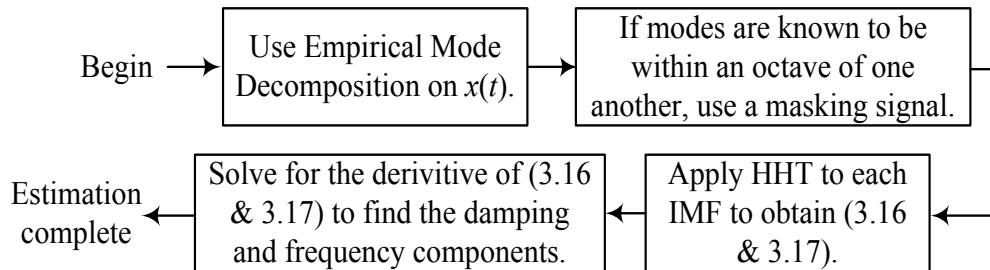 Begin
Use Empirical Mode
Decomposition on x(t).
If modes are known to be
within an octave of one
another, use a masking signal.
Apply HHT to each
IMF to obtain (3.16
& 3.17).
Solve for the derivitive of (3.16
& 3.17) to find the damping
and frequency components.
Estimation
complete